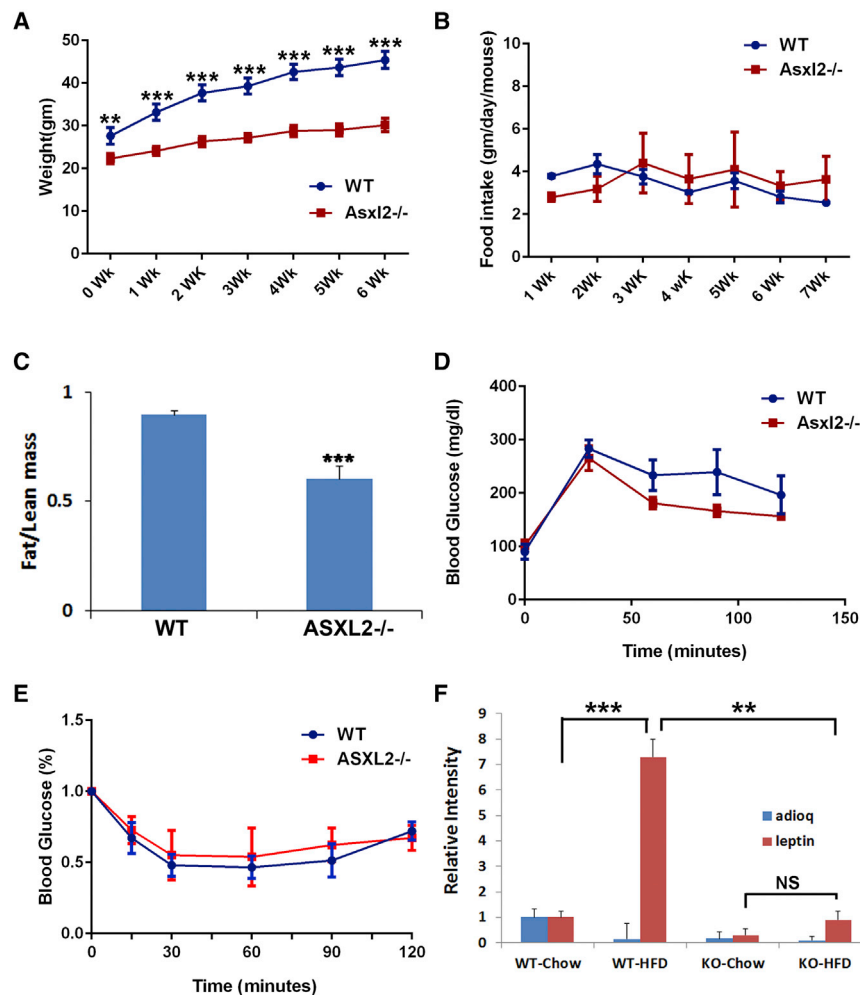 A
Weight(gm)
50
40
30
20
10
0
**
***
***
***
***
***
***
WT
Asxl2-/-
0 Wk
1 Wk
2 WK
3Wk
4Wk
5Wk
6 Wk
B
Food intake (gm/day/mouse)
10
8
6
4
2
0
WT
Asxl2-/-
1 Wk
2Wk
3 WK
4 wK
5Wk
6 Wk
7Wk
C
Fat/Lean mass
1
0.5
0
***
WT
ASXL2-/-
D
Blood Glucose (mg/dl)
400
300
200
100
0
WT
Asxl2-/-
0
50
100
150
Time (minutes)
E
Blood Glucose (%)
1.5
1.0
0.5
0.0
WT
ASXL2-/-
0
30
60
90
120
Time (minutes)
F
Relative Intensity
9
8
7
6
5
4
3
2
1
0
***
**
NS
adioq
leptin
WT-Chow
WT-HFD
KO-Chow
KO-HFD